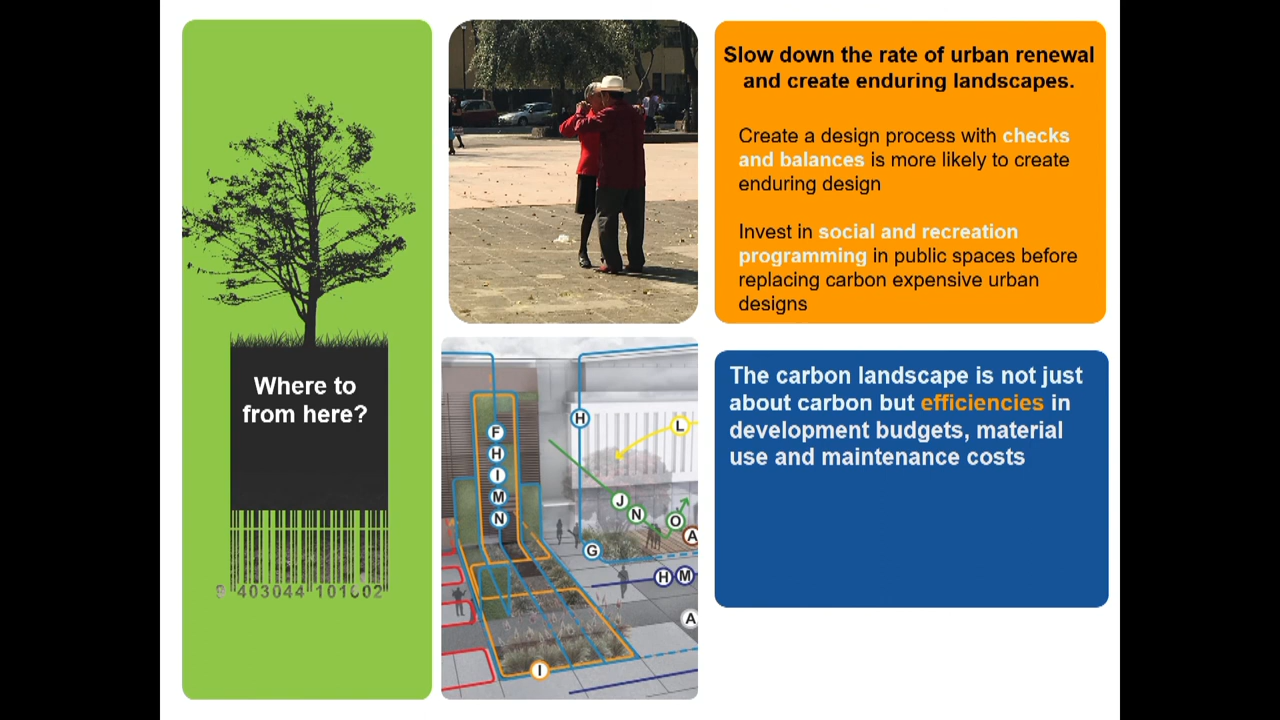 Where to
from here?
9 403044 101002
Slow down the rate of urban renewal
and create enduring landscapes.
Create a design process with checks
and balances is more likely to create
enduring design
Invest in social and recreation
programming in public spaces before
replacing carbon expensive urban
designs
F
H
I
M
N
H
L
J
N
O
A
G
H M
A
I
The carbon landscape is not just
about carbon but efficiencies in
development budgets, material
use and maintenance costs